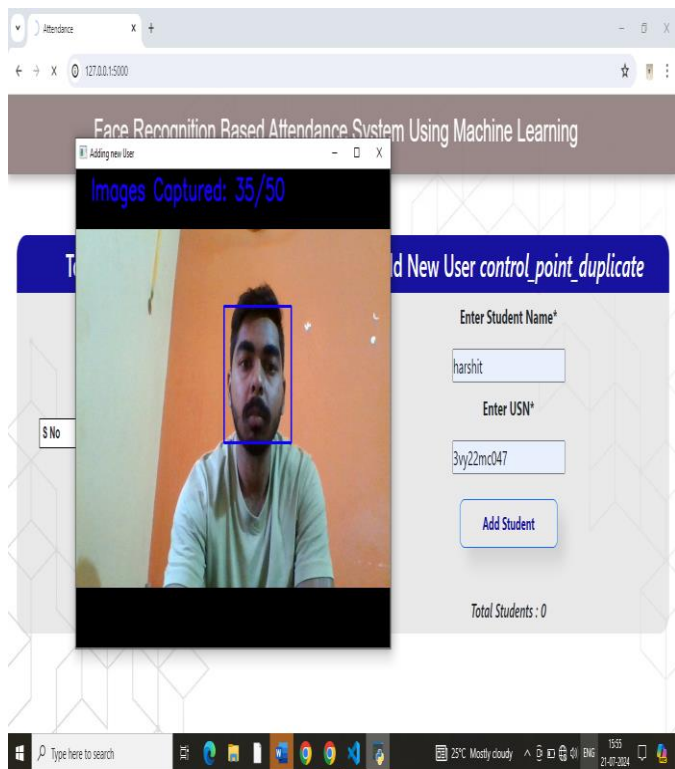 Attendance
127.0.0.1:5000
Face Recognition Based Attendance System Using Machine Learning
Adding new User
Images Captured: 35/50
d New User control_point_duplicate
Enter Student Name*
harshit
Enter USN*
3vy22mc047
S No
Add Student
Total Students : 0
Type here to search
25°C Mostly cloudy
ENG
15:55
21-07-2024